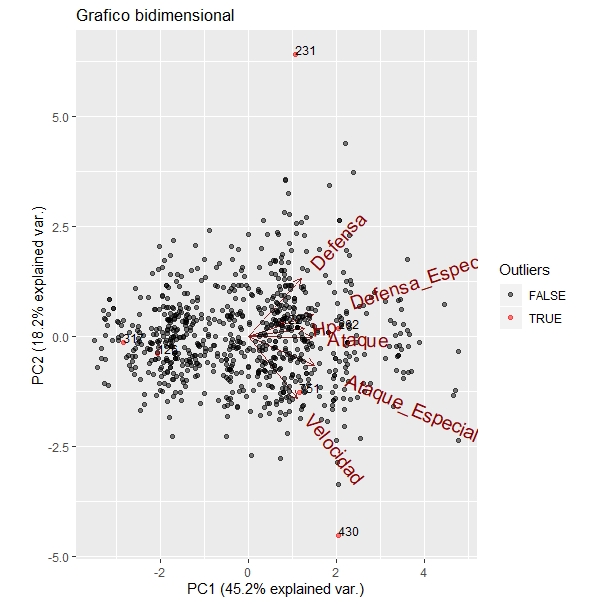 Grafico bidimensional
231
5.0
2.5
0.0
-2.5
-5.0
PC2 (18.2% explained var.)
Defensa
Defensa_Espec
Hp
Ataque
Ataque_Especial
Velocidad
430
-2
0
2
4
PC1 (45.2% explained var.)
Outliers
FALSE
TRUE